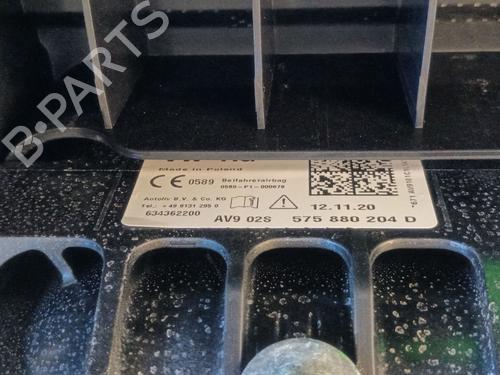 B-PARTS
Made in Poland
CE 0589 Beifahrerairbag
0589-P1-000678
Autoliv B.V. & Co. KG
Tel.: + 49 8131 295 0
634362200
12.11.20
AV9 02S 575 880 204 D